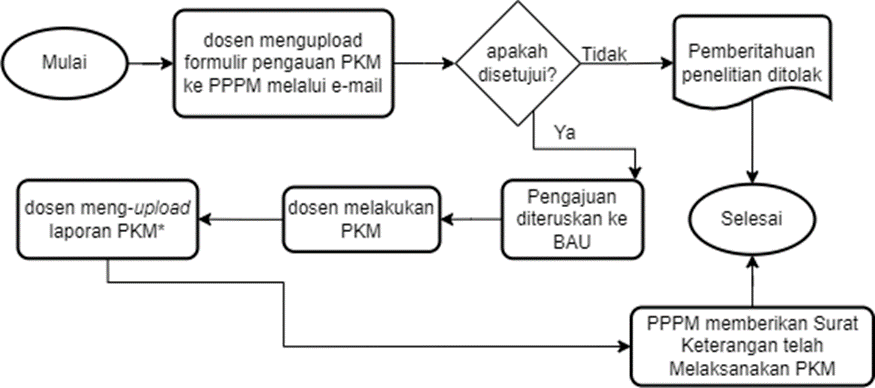 Mulai
dosen mengupload
formulir pengauan PKM
ke PPPM melalui e-mail
apakah
disetujui?
Tidak
Pemberitahuan
penelitian ditolak
Ya
dosen meng-upload
laporan PKM*
dosen melakukan
PKM
Pengajuan
diteruskan ke
BAU
Selesai
PPPM memberikan Surat
Keterangan telah
Melaksanakan PKM